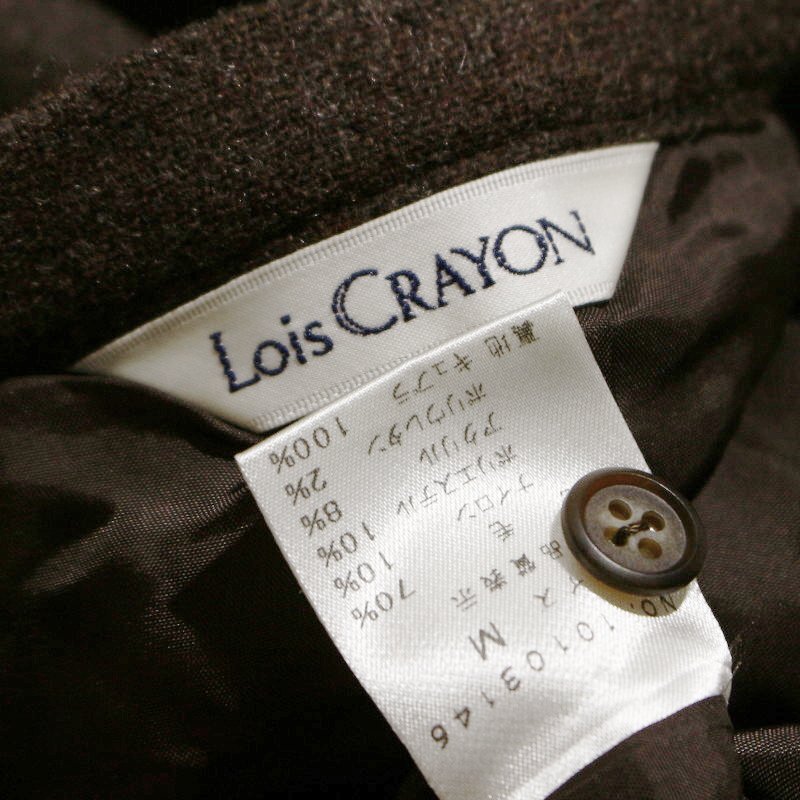 Lois CRAYON
NO. 10103146
イズ M
品質表示
毛 70%
ナイロン 10%
ポリエステル 10%
アクリル 8%
ポリウレタン 2%
裏地 キュプラ 100%